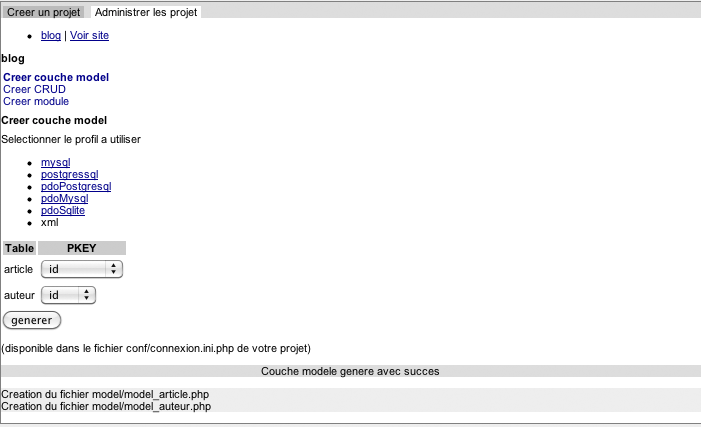 Creer un projet Administrer les projet
blog | Voir site
blog
Creer couche model
Creer CRUD
Creer module
Creer couche model
Selectionner le profil a utiliser
mysql
postgressql
pdoPostgresql
pdoMysql
pdoSqlite
xml
Table PKEY
article id
auteur id
generer
(disponible dans le fichier conf/connexion.ini.php de votre projet)
Couche modele genere avec succes
Creation du fichier model/model_article.php
Creation du fichier model/model_auteur.php